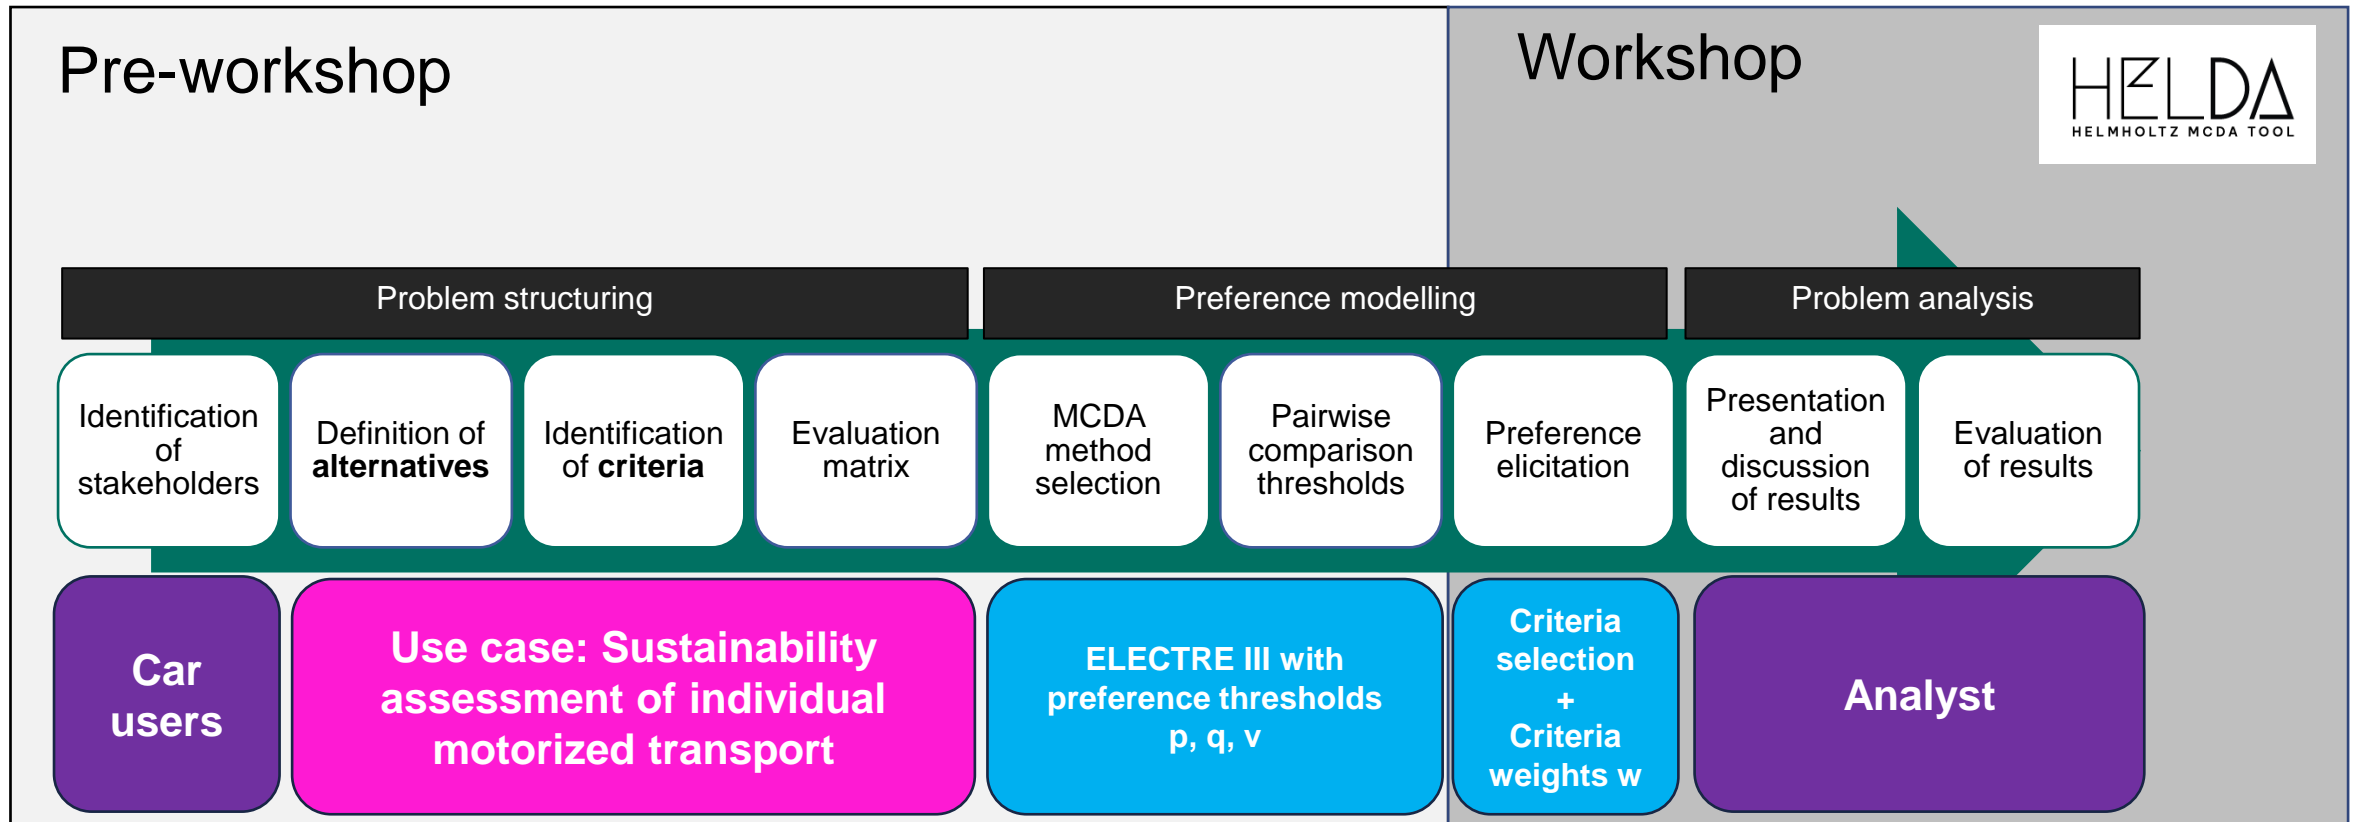 Pre-workshop
Workshop
HELDA
HELMHOLTZ MCDA TOOL
Problem structuring
Preference modelling
Problem analysis
Identification
of
stakeholders
Definition of
alternatives
Identification
of criteria
Evaluation
matrix
MCDA
method
selection
Pairwise
comparison
thresholds
Preference
elicitation
Presentation
and
discussion
of results
Evaluation
of results
Car
users
Use case: Sustainability
assessment of individual
motorized transport
ELECTRE III with
preference thresholds
p, q, v
Criteria
selection
+
Criteria
weights w
Analyst